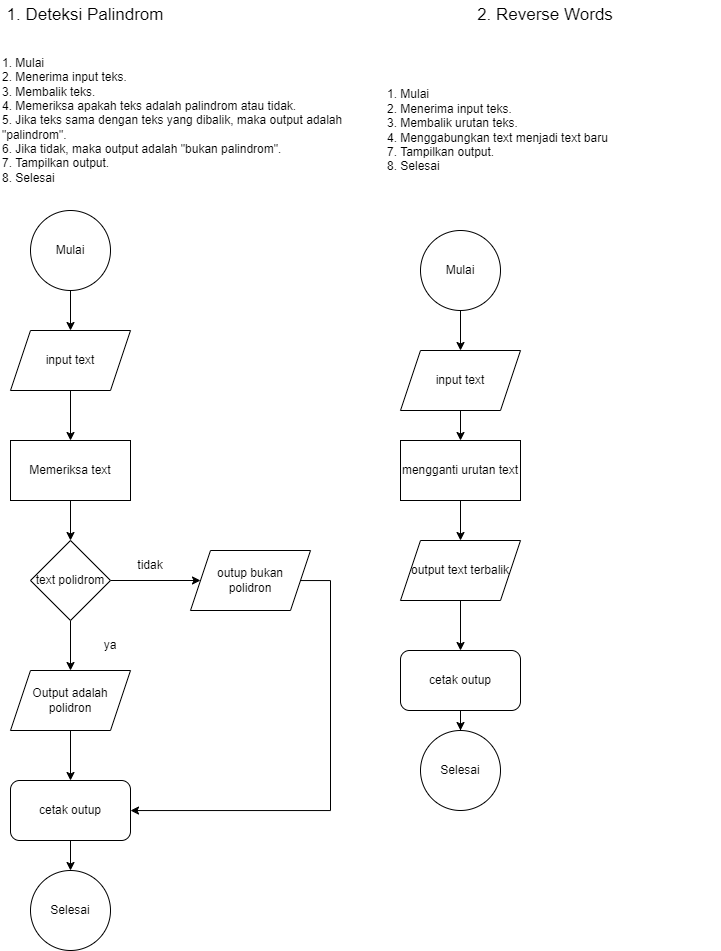 1. Deteksi Palindrom
1. Mulai
2. Menerima input teks.
3. Membalik teks.
4. Memeriksa apakah teks adalah palindrom atau tidak.
5. Jika teks sama dengan teks yang dibalik, maka output adalah
"palindrom".
6. Jika tidak, maka output adalah "bukan palindrom".
7. Tampilkan output.
8. Selesai
Mulai
input text
Memeriksa text
text polidrom
tidak
outup bukan
polidron
ya
Output adalah
polidron
cetak outup
Selesai
2. Reverse Words
1. Mulai
2. Menerima input teks.
3. Membalik urutan teks.
4. Menggabungkan text menjadi text baru
7. Tampilkan output.
8. Selesai
Mulai
input text
mengganti urutan text
output text terbalik
cetak outup
Selesai